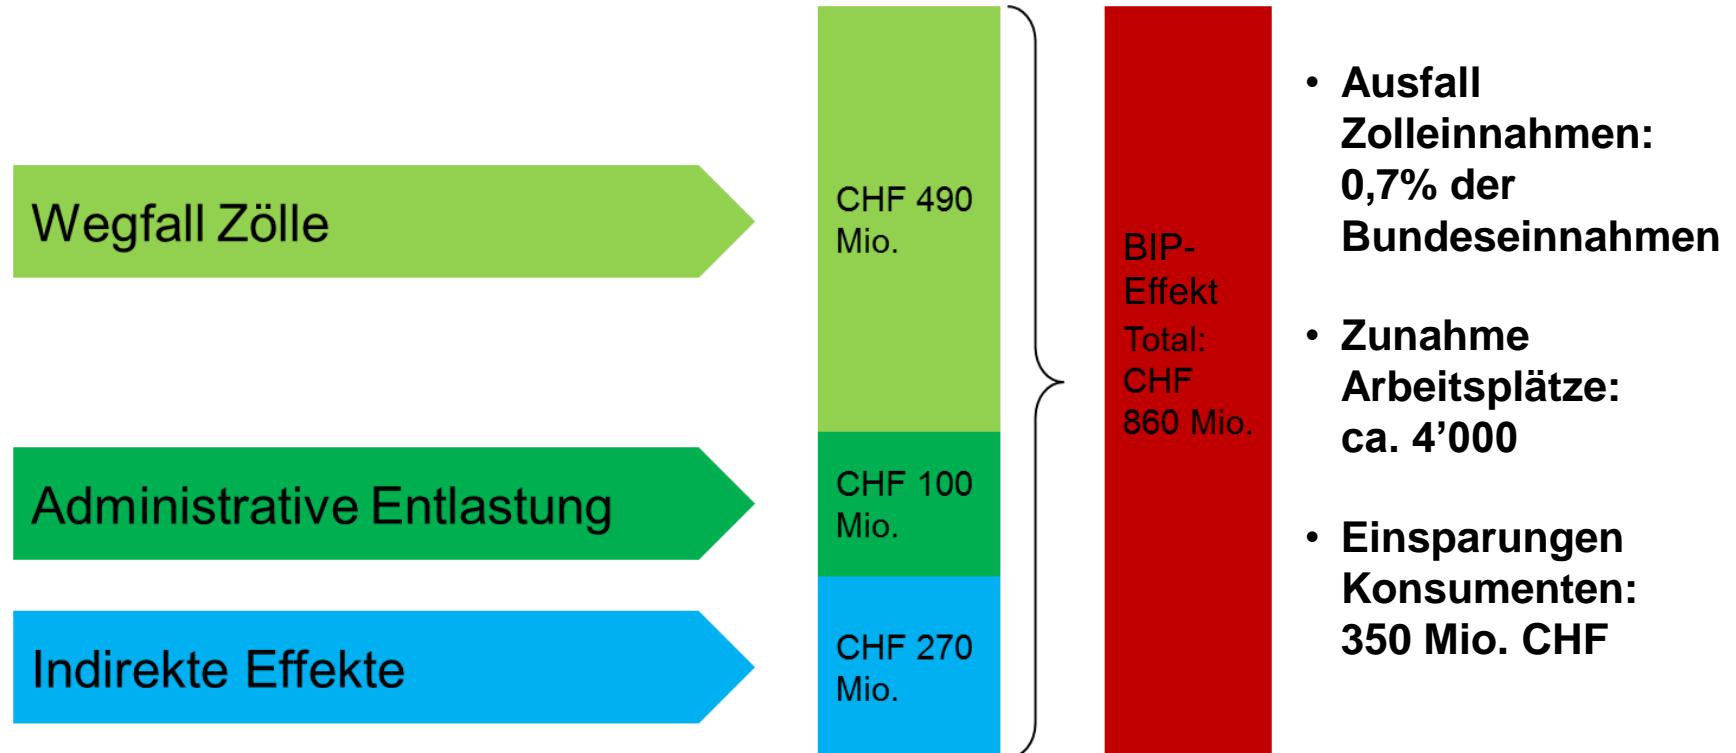 Wegfall Zölle
Administrative Entlastung
Indirekte Effekte
CHF 490
Mio.
CHF 100
Mio.
CHF 270
Mio.
BIP-
Effekt
Total:
CHF
860 Mio.
• Ausfall
Zolleinnahmen:
0,7% der
Bundeseinnahmen
• Zunahme
Arbeitsplätze:
ca. 4’000
• Einsparungen
Konsumenten:
350 Mio. CHF